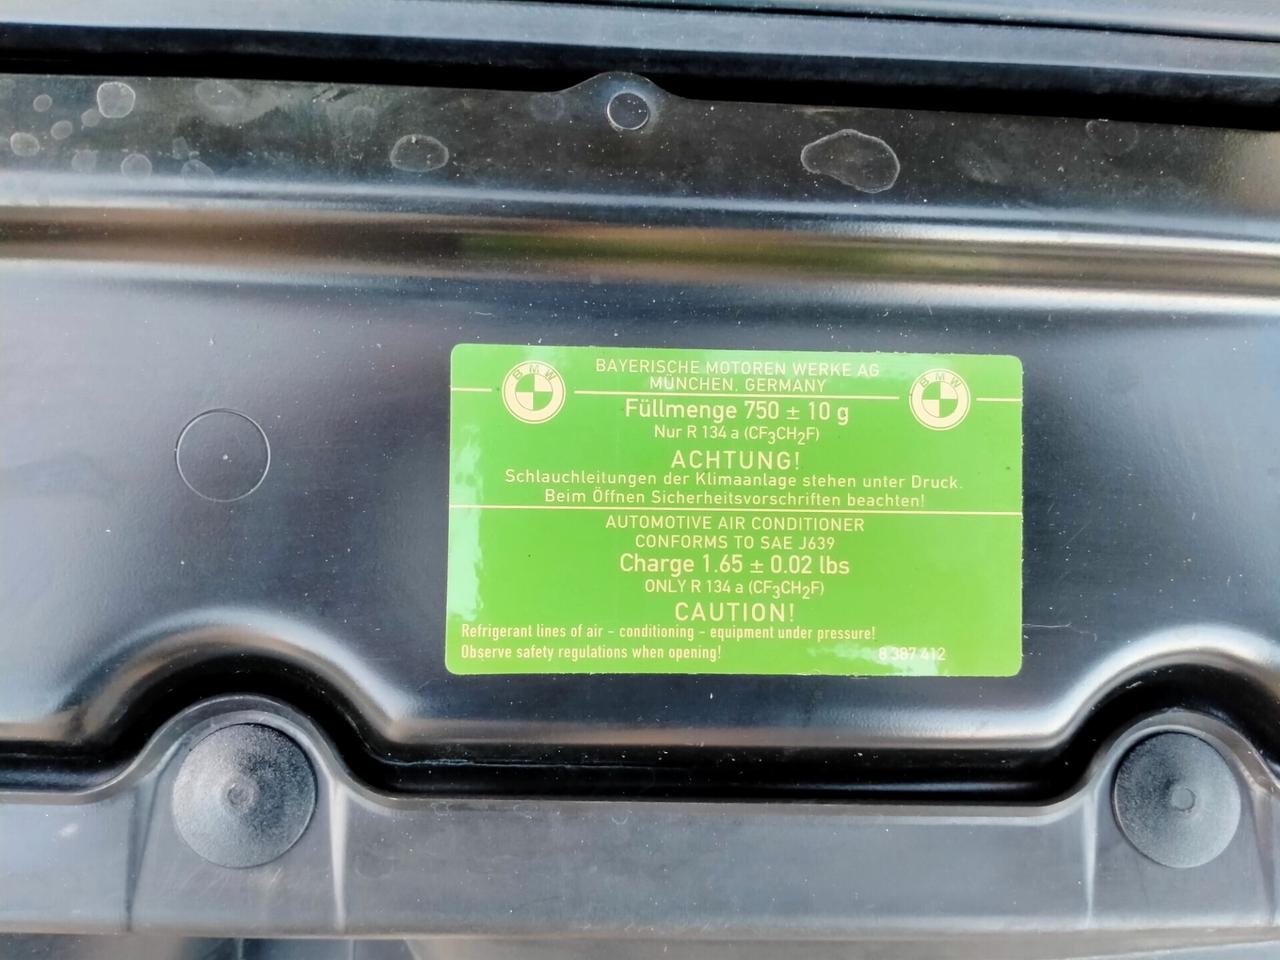 BMW
BMW
BAYERISCHE MOTOREN WERKE AG
MÜNCHEN, GERMANY
Füllmenge 750 ± 10 g
Nur R 134 a (CF3CH2F)
ACHTUNG!
Schlauchleitungen der Klimaanlage stehen unter Druck.
Beim Öffnen Sicherheitsvorschriften beachten!
AUTOMOTIVE AIR CONDITIONER
CONFORMS TO SAE J639
Charge 1.65 ± 0.02 lbs
ONLY R 134 a (CF3CH2F)
CAUTION!
Refrigerant lines of air - conditioning - equipment under pressure!
Observe safety regulations when opening!
8 387 412